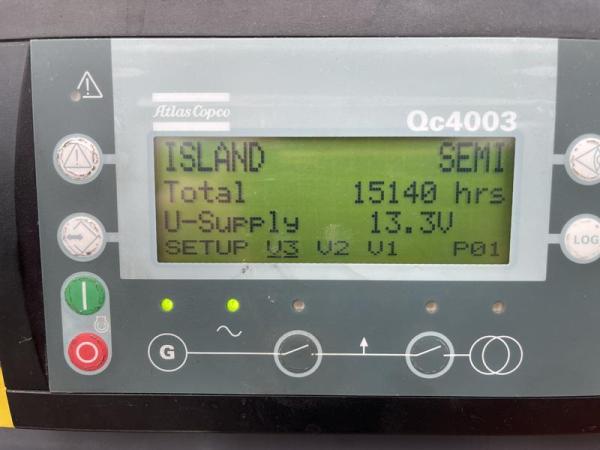 Atlas Copco
Qc4003
ISLAND SEMI
Total 15140 hrs
U-Supply 13.3V
SETUP V3 V2 V1 P01
LOG
G